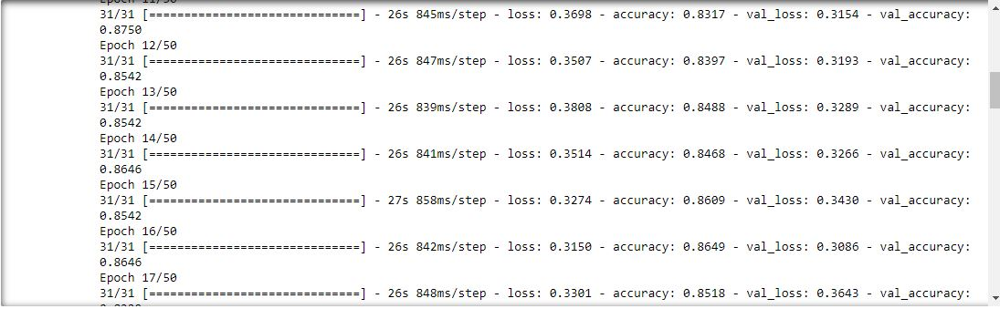 Epoch 11/50
31/31 [==============================] - 26s 845ms/step - loss: 0.3698 - accuracy: 0.8317 - val_loss: 0.3154 - val_accuracy:
0.8750
Epoch 12/50
31/31 [==============================] - 26s 847ms/step - loss: 0.3507 - accuracy: 0.8397 - val_loss: 0.3193 - val_accuracy:
0.8542
Epoch 13/50
31/31 [==============================] - 26s 839ms/step - loss: 0.3808 - accuracy: 0.8488 - val_loss: 0.3289 - val_accuracy:
0.8542
Epoch 14/50
31/31 [==============================] - 26s 841ms/step - loss: 0.3514 - accuracy: 0.8468 - val_loss: 0.3266 - val_accuracy:
0.8646
Epoch 15/50
31/31 [==============================] - 27s 858ms/step - loss: 0.3274 - accuracy: 0.8609 - val_loss: 0.3430 - val_accuracy:
0.8542
Epoch 16/50
31/31 [==============================] - 26s 842ms/step - loss: 0.3150 - accuracy: 0.8649 - val_loss: 0.3086 - val_accuracy:
0.8646
Epoch 17/50
31/31 [==============================] - 26s 848ms/step - loss: 0.3301 - accuracy: 0.8518 - val_loss: 0.3643 - val_accuracy: